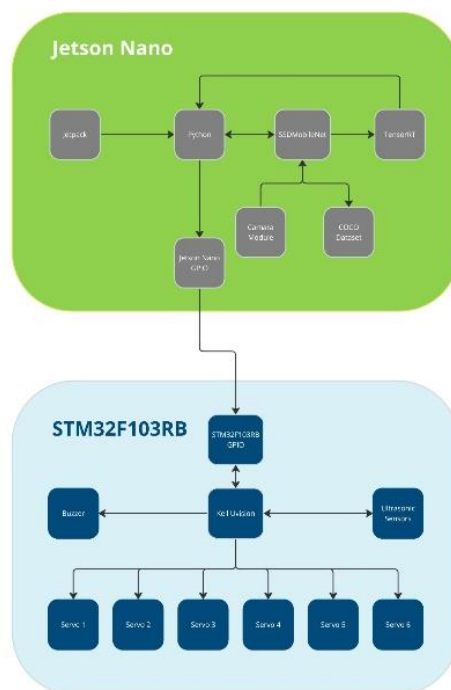 Jetson Nano
Jetpack
Python
SSDMobileNet
TensorRT
Camara
Module
COCO
Dataset
Jetson Nano
GPIO
STM32F103RB
STM32F103RB
GPIO
Buzzer
Keil Uvision
Ultrasonic
Sensors
Servo 1
Servo 2
Servo 3
Servo 4
Servo 5
Servo 6